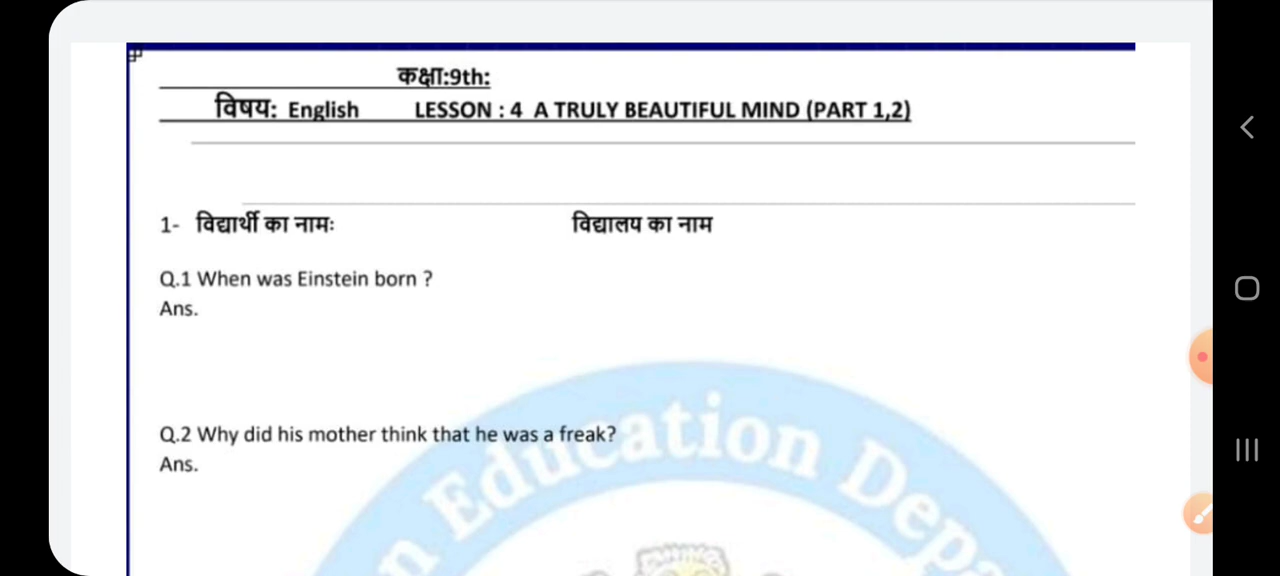 कक्षा:9th:
विषय: English LESSON : 4 A TRULY BEAUTIFUL MIND (PART 1,2)
1- विद्यार्थी का नामः विद्यालय का नाम
Q.1 When was Einstein born ?
Ans.
Q.2 Why did his mother think that he was a freak?
Ans.
n Education Depa